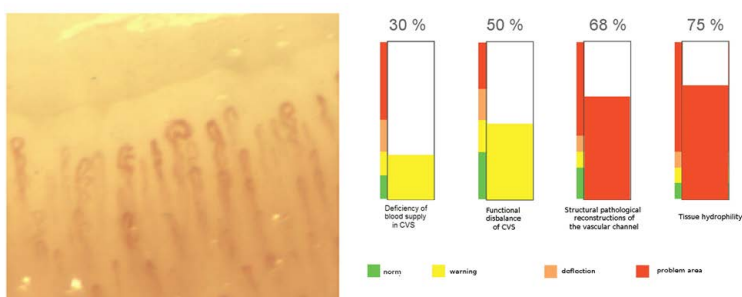 30 %
50 %
68 %
75 %
Deficiency of
blood supply
in CVS
Functional
disbalance
of CVS
Structural pathological
reconstructions of
the vascular channel
Tissue hydrophility
norm
warning
deflection
problem area